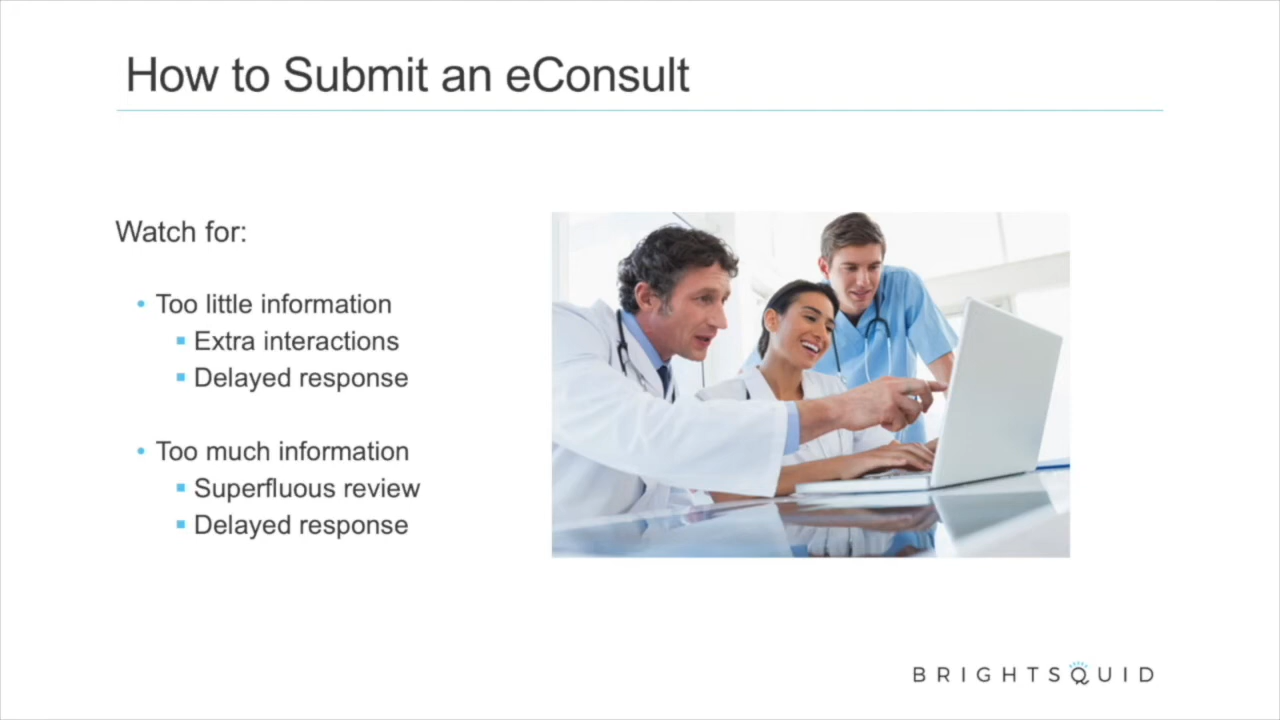 How to Submit an eConsult
Watch for:
• Too little information
▪ Extra interactions
▪ Delayed response
• Too much information
▪ Superfluous review
▪ Delayed response
BRIGHTSQUID